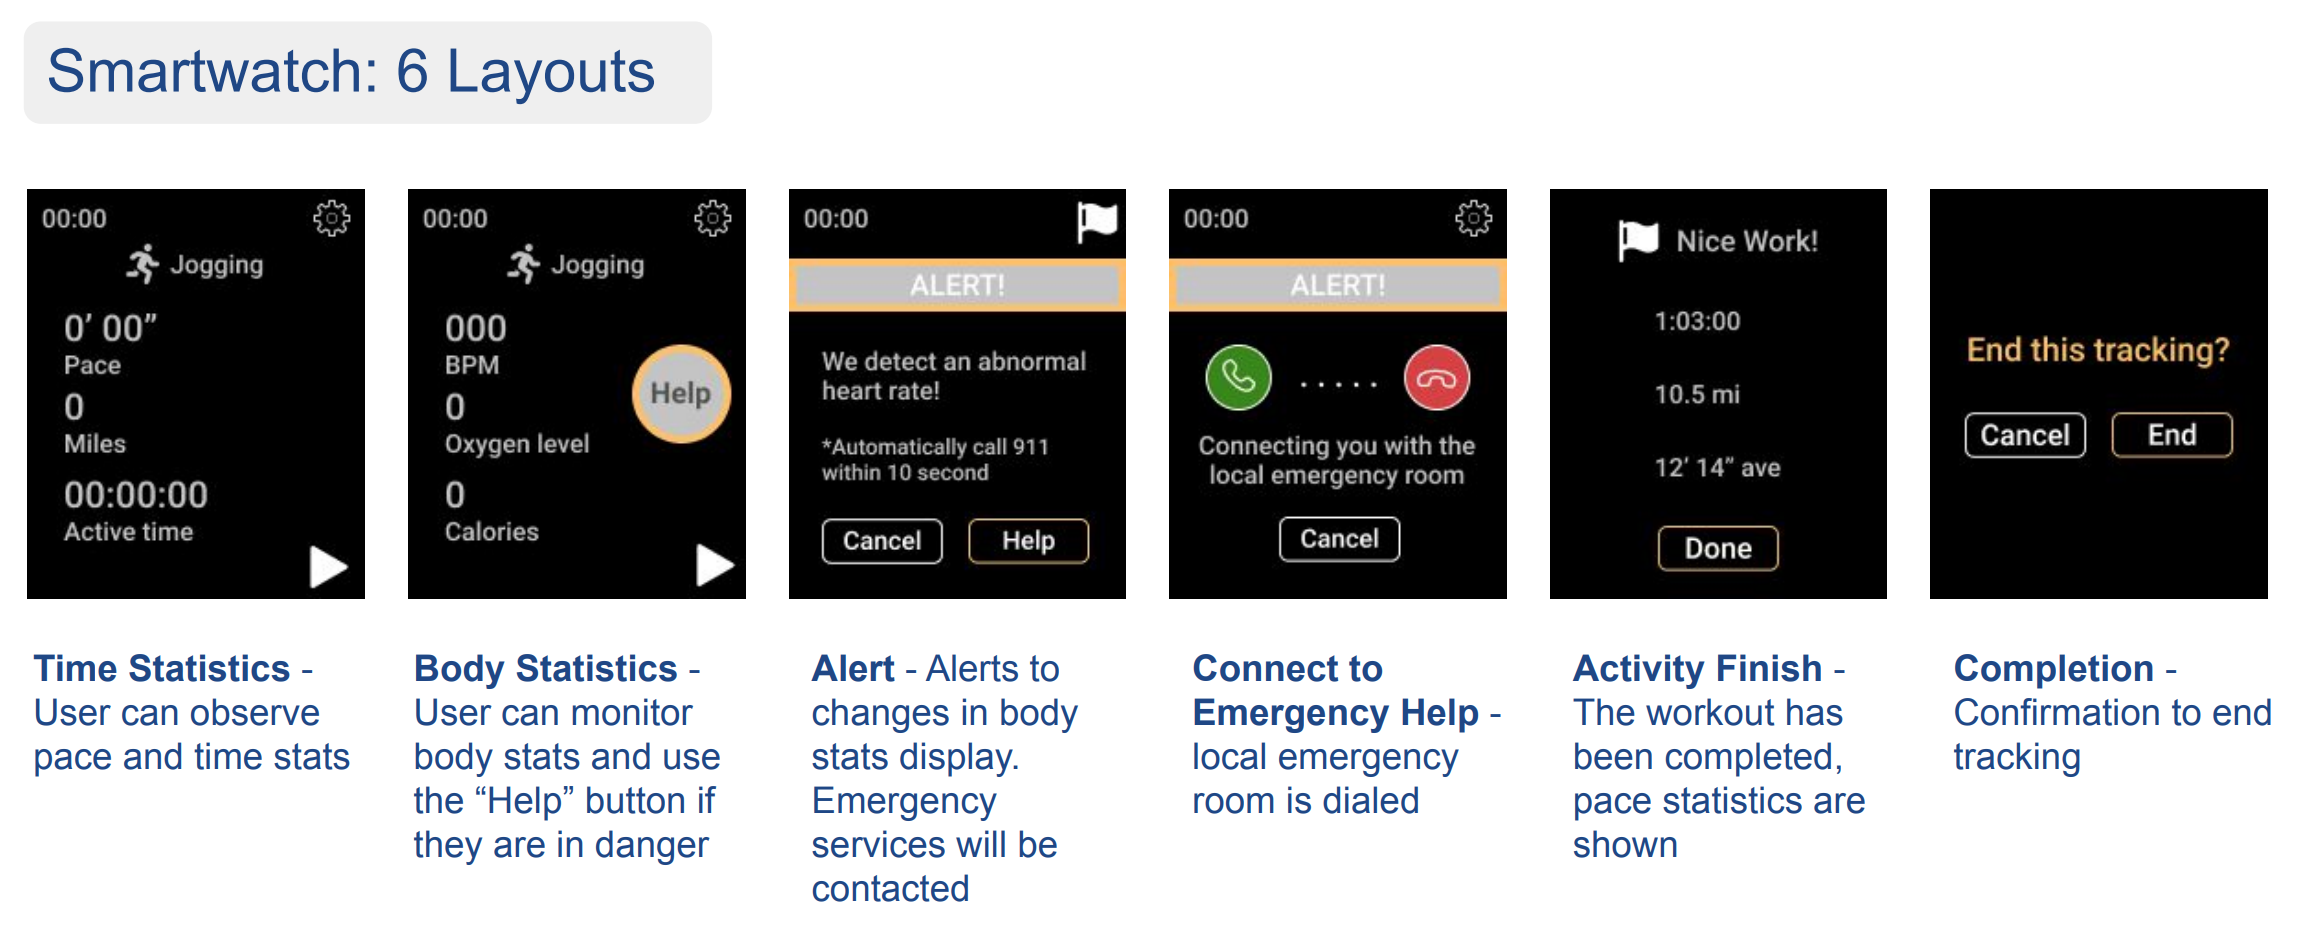 Smartwatch: 6 Layouts
00:00
Jogging
0’ 00”
Pace
0
Miles
00:00:00
Active time
00:00
Jogging
000
BPM
0
Oxygen level
0
Calories
Help
00:00
ALERT!
We detect an abnormal
heart rate!
*Automatically call 911
within 10 second
Cancel
Help
00:00
ALERT!
.....
Connecting you with the
local emergency room
Cancel
Nice Work!
1:03:00
10.5 mi
12’ 14” ave
Done
End this tracking?
Cancel
End
Time Statistics -
User can observe
pace and time stats
Body Statistics -
User can monitor
body stats and use
the “Help” button if
they are in danger
Alert - Alerts to
changes in body
stats display.
Emergency
services will be
contacted
Connect to
Emergency Help -
local emergency
room is dialed
Activity Finish -
The workout has
been completed,
pace statistics are
shown
Completion -
Confirmation to end
tracking